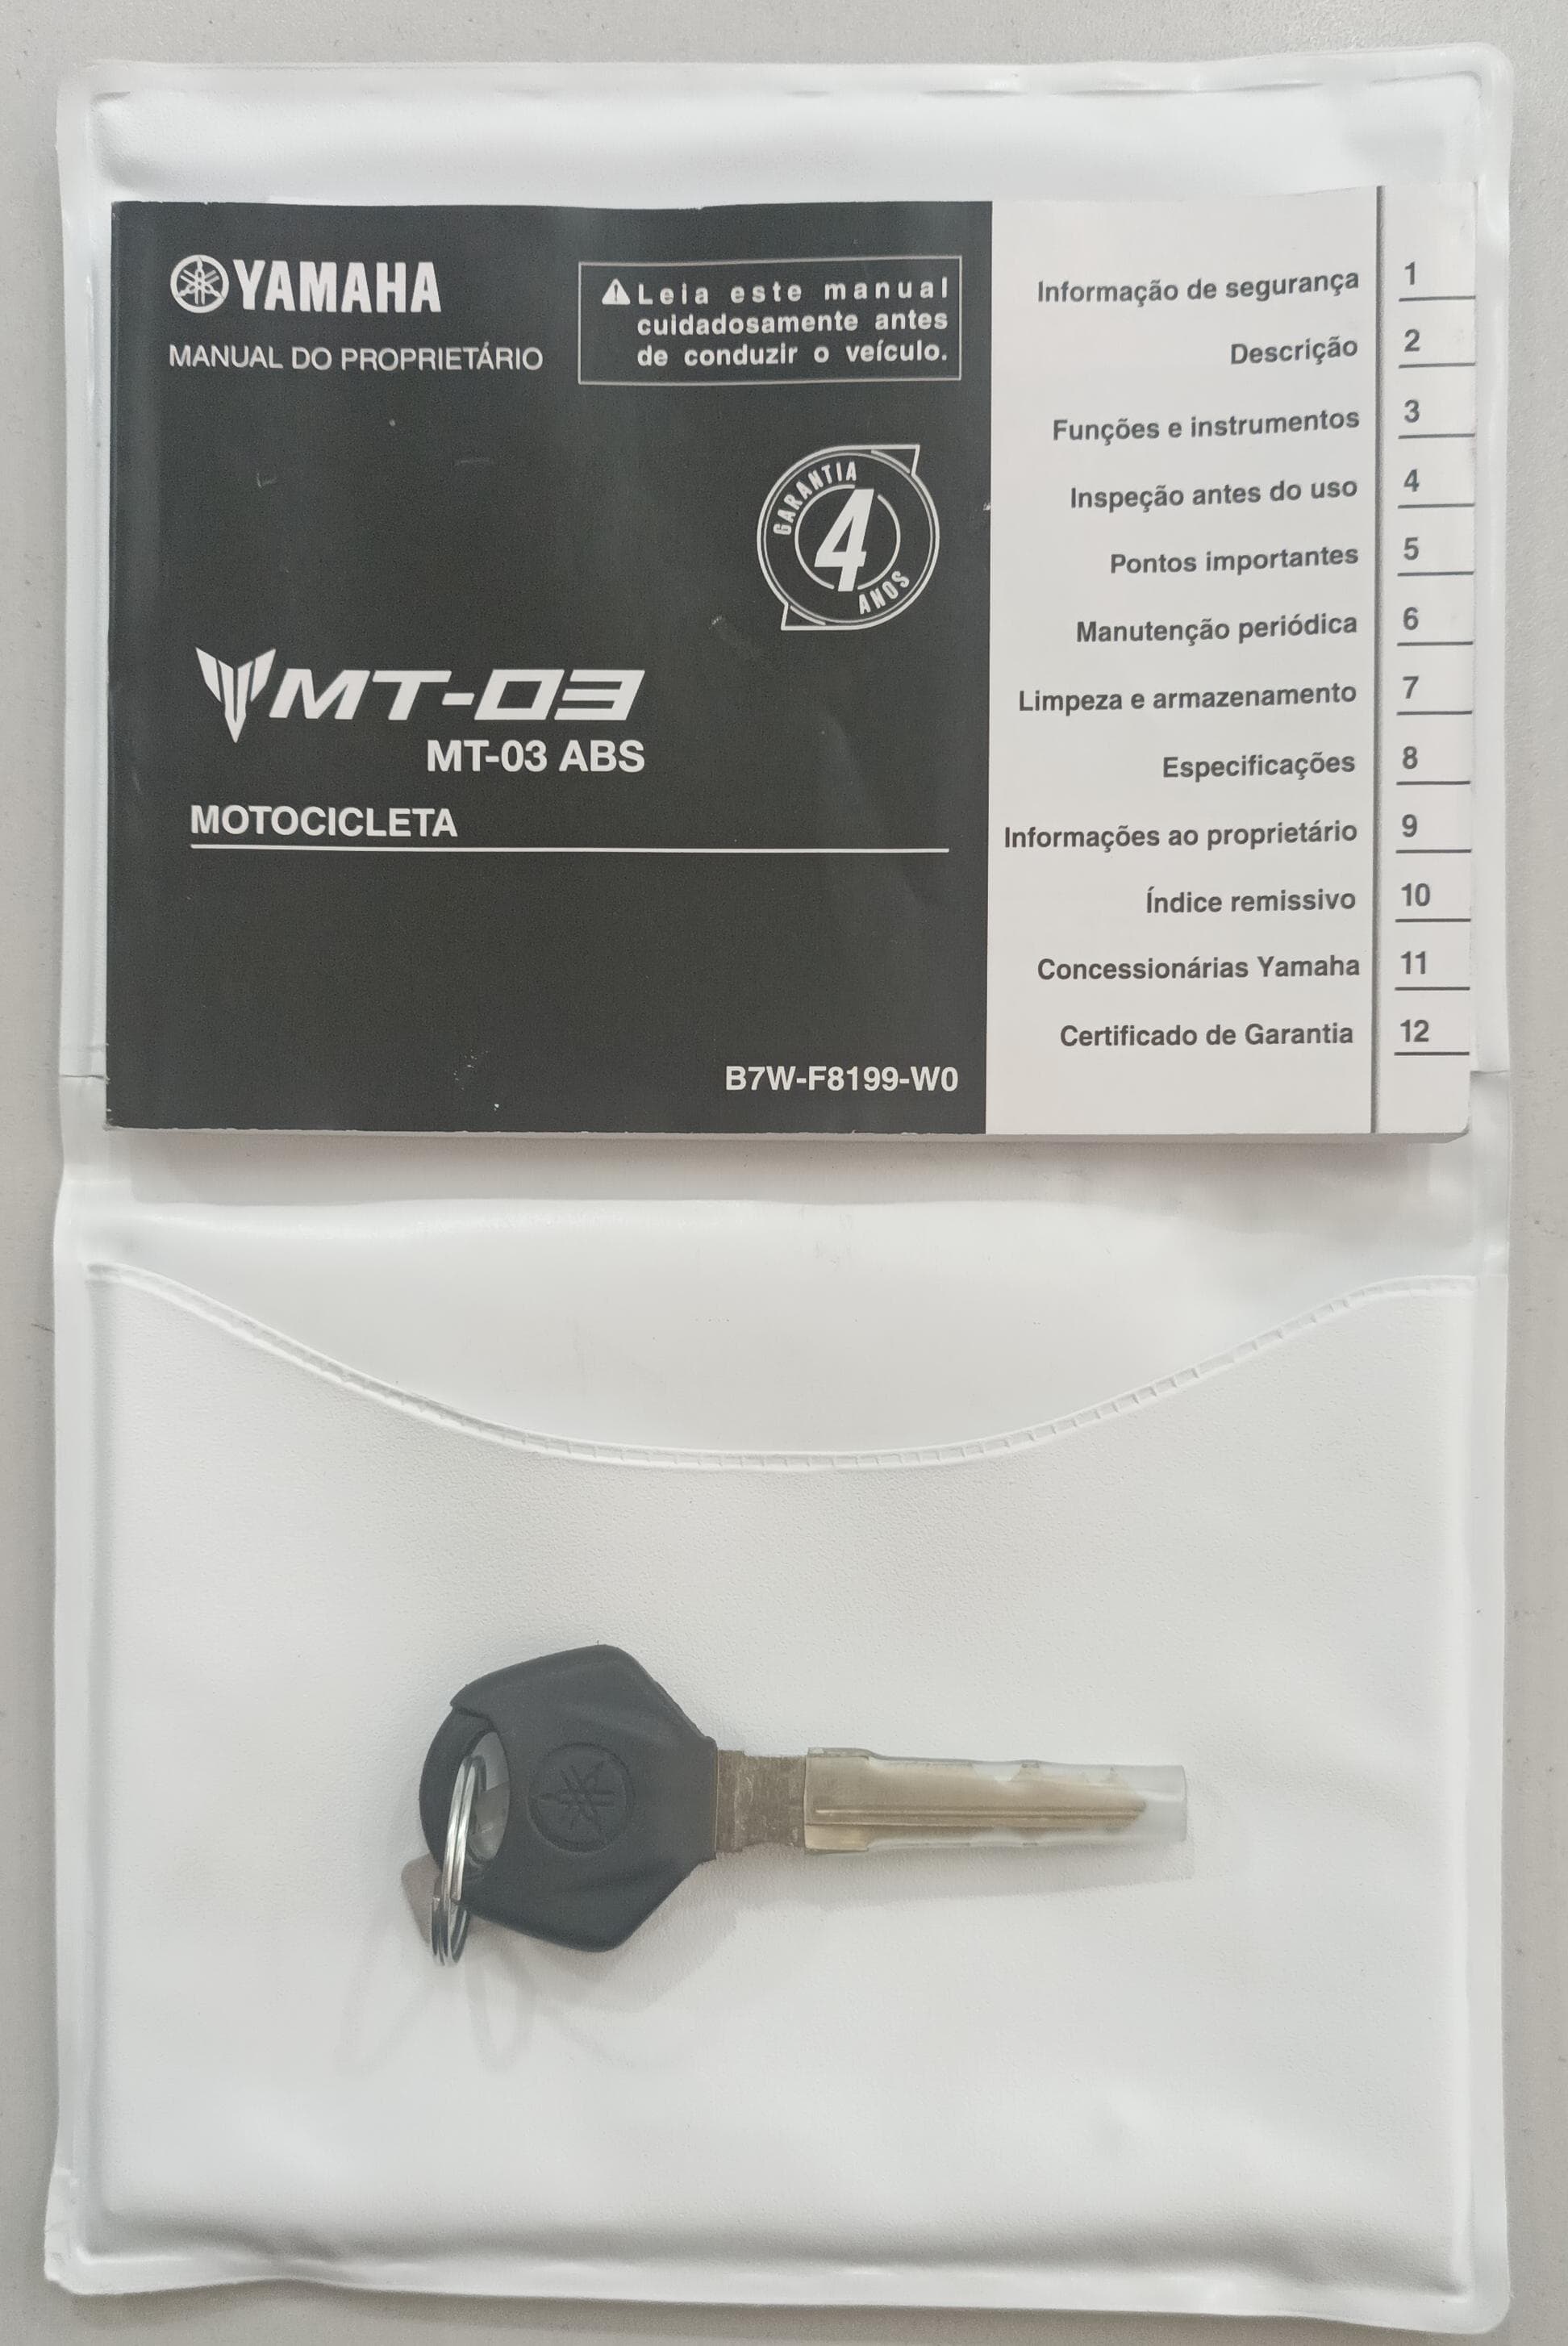 YAMAHA
MANUAL DO PROPRIETÁRIO
Leia este manual
cuidadosamente antes
de conduzir o veículo.
GARANTIA
4
ANOS
MT-03
MT-03 ABS
MOTOCICLETA
B7W-F8199-W0
Informação de segurança 1
Descrição 2
Funções e instrumentos 3
Inspeção antes do uso 4
Pontos importantes 5
Manutenção periódica 6
Limpeza e armazenamento 7
Especificações 8
Informações ao proprietário 9
Índice remissivo 10
Concessionárias Yamaha 11
Certificado de Garantia 12